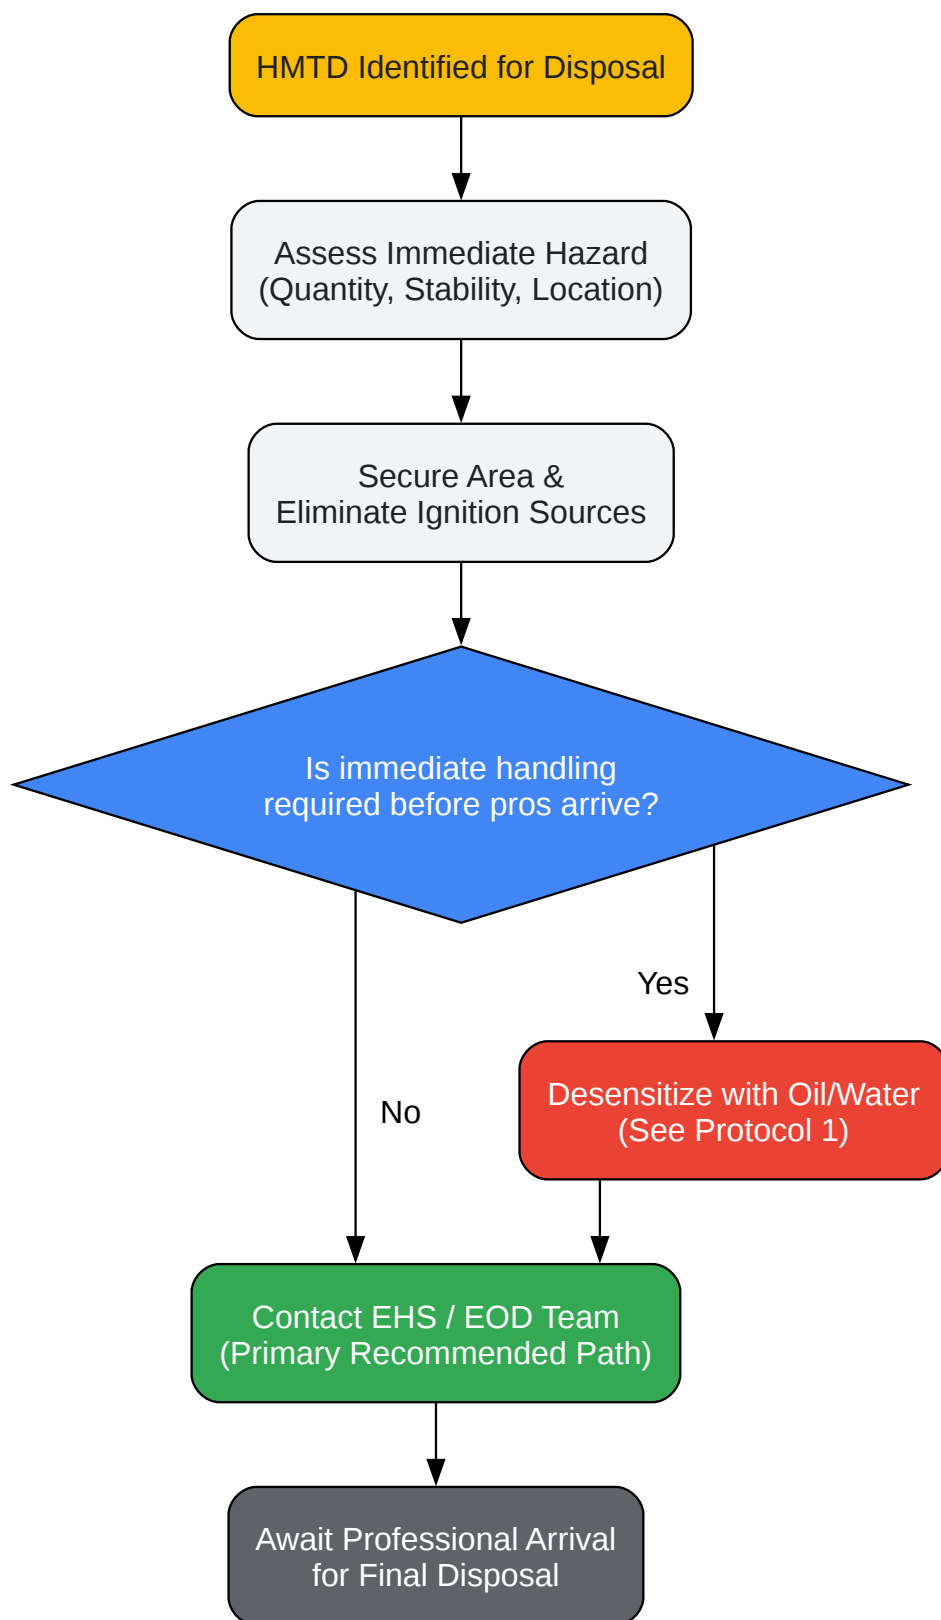 HMTD Identified for Disposal
Assess Immediate Hazard
(Quantity, Stability, Location)
Secure Area &
Eliminate Ignition Sources
Is immediate handling
required before pros arrive?
Yes
Desensitize with Oil/Water
(See Protocol 1)
No
Contact EHS / EOD Team
(Primary Recommended Path)
Await Professional Arrival
for Final Disposal